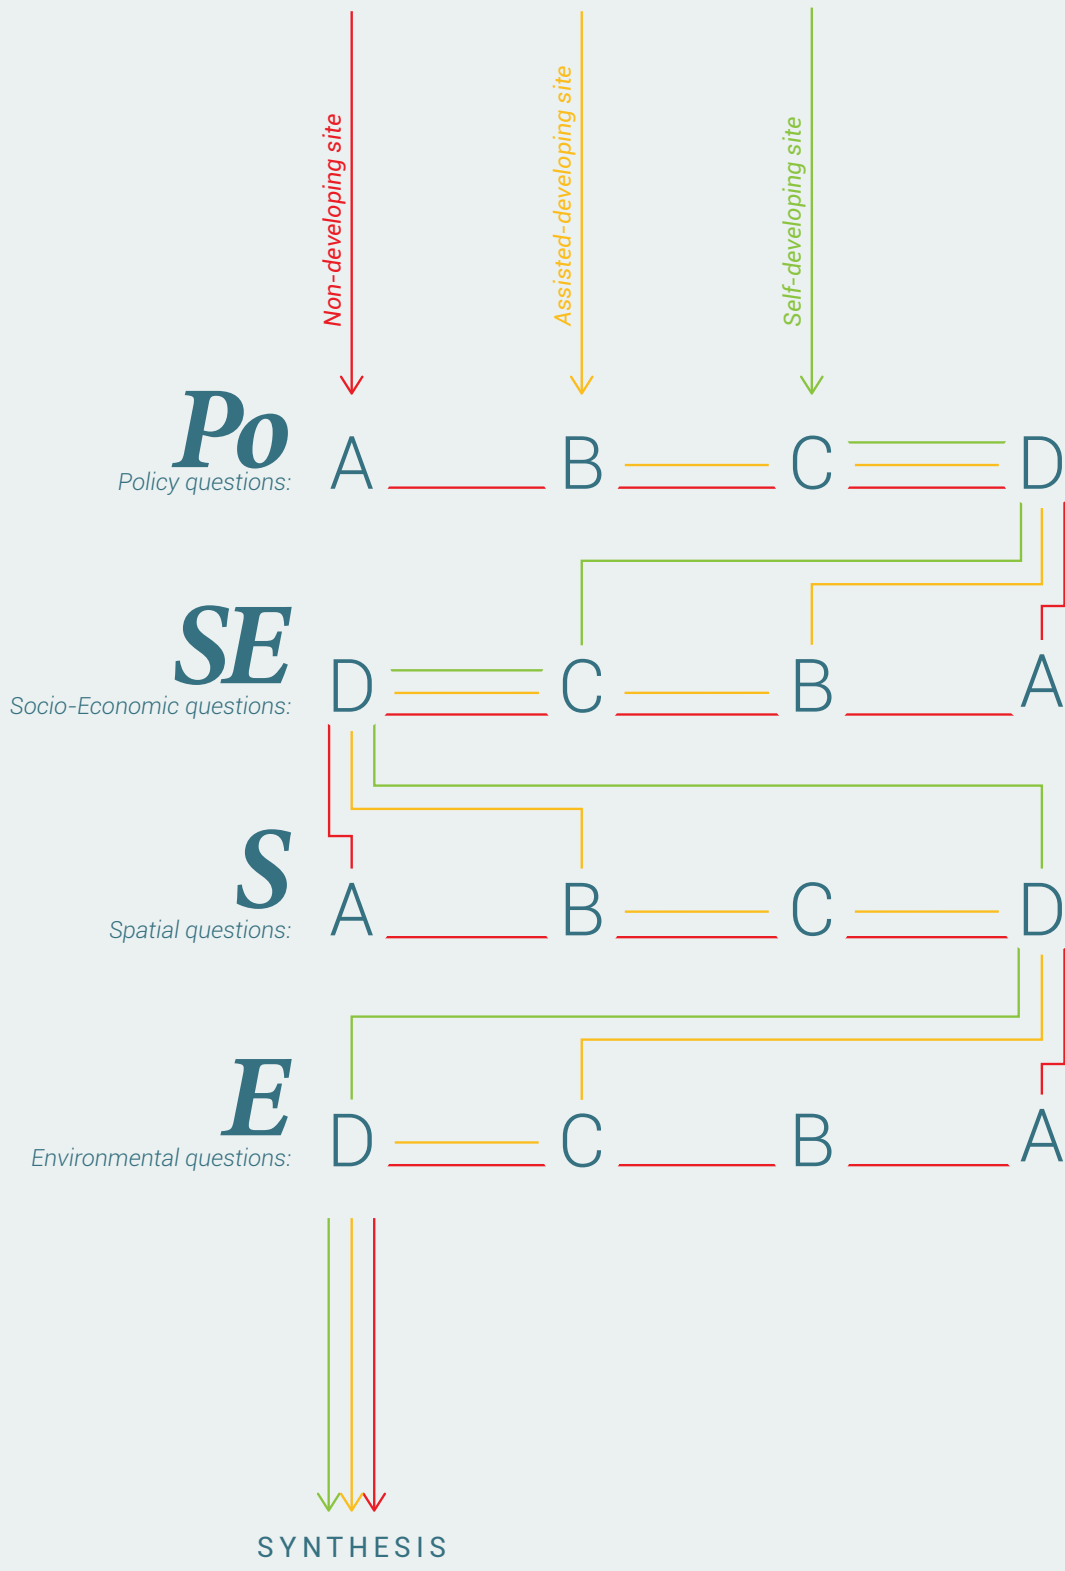 Non-developing site
Assisted-developing site
Self-developing site
Po
Policy questions:
A B C D
SE
Socio-Economic questions:
D C B A
S
Spatial questions:
A B C D
E
Environmental questions:
D C B A
SYNTHESIS